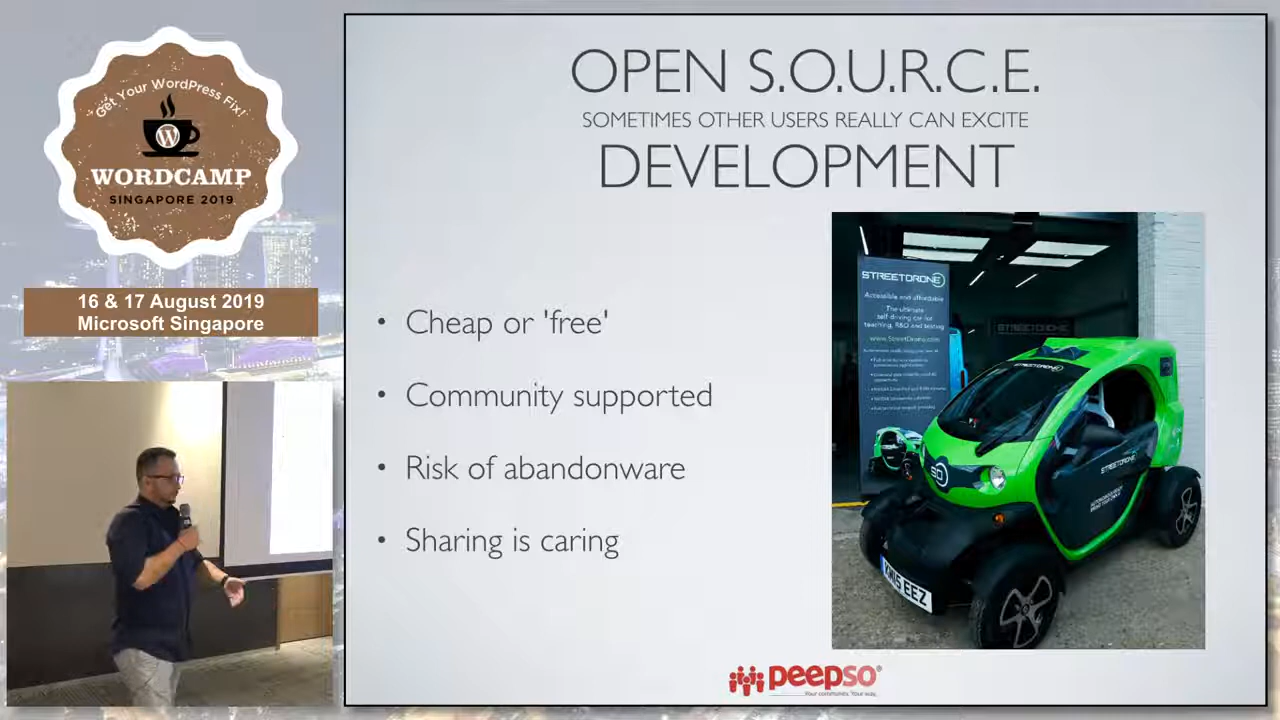 Get Your WordPress Fix!
WORDCAMP
SINGAPORE 2019
16 & 17 August 2019
Microsoft Singapore
OPEN S.O.U.R.C.E.
SOMETIMES OTHER USERS REALLY CAN EXCITE
DEVELOPMENT
• Cheap or 'free'
• Community supported
• Risk of abandonware
• Sharing is caring
STREETDRONE
Accessible and affordable
The ultimate
self driving car for
teaching, R&D and testing
www.StreetDrone.com
STREETDRONE
STREETDRONE
STREETDRONE
SD
peepso®
Your community. Your way.